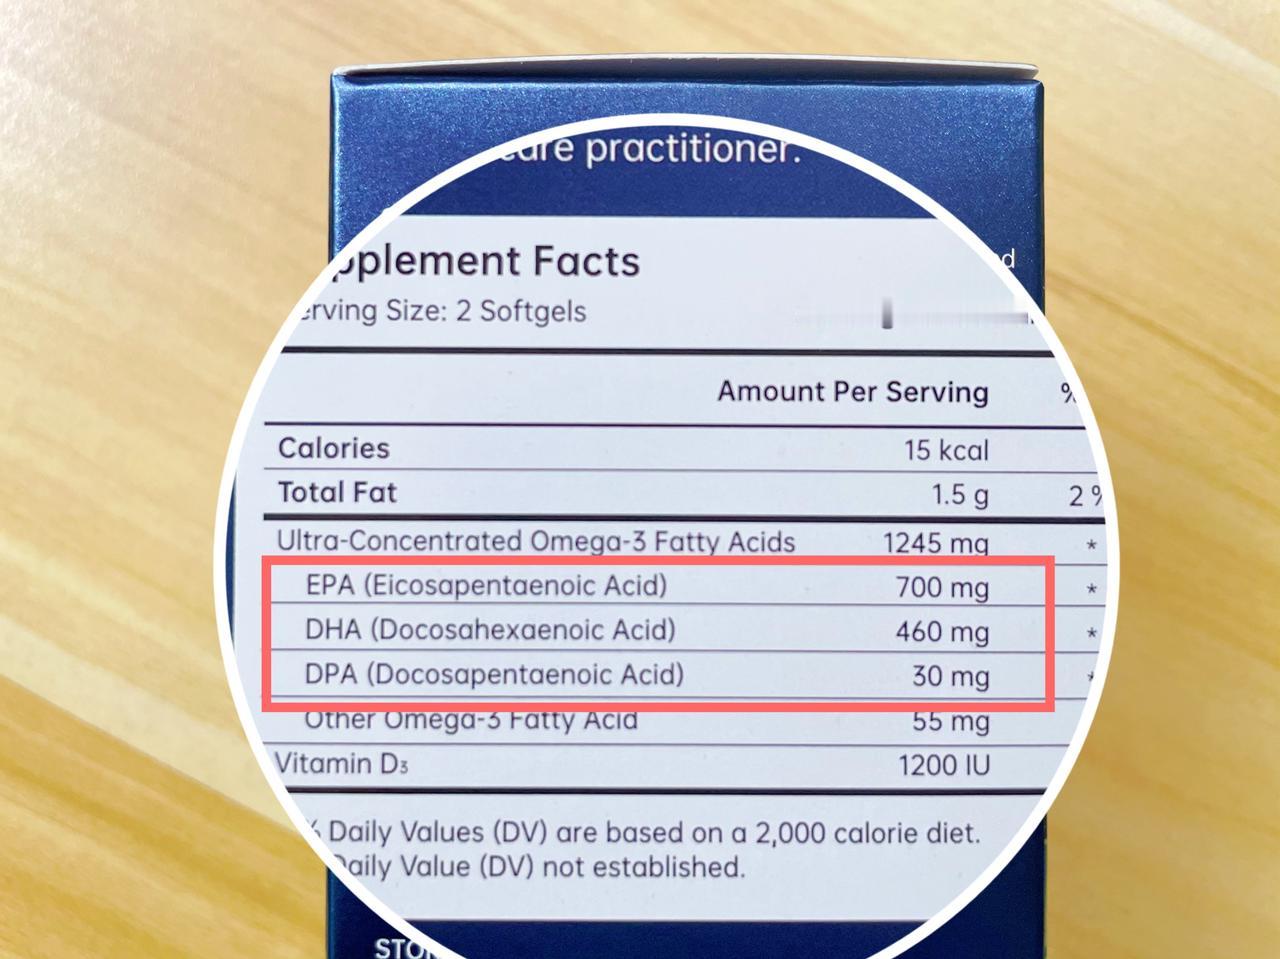 care practitioner.
pplement Facts
erving Size: 2 Softgels
Amount Per Serving %
Calories 15 kcal
Total Fat 1.5 g 2 %
Ultra-Concentrated Omega-3 Fatty Acids 1245 mg *
EPA (Eicosapentaenoic Acid) 700 mg *
DHA (Docosahexaenoic Acid) 460 mg *
DPA (Docosapentaenoic Acid) 30 mg *
Other Omega-3 Fatty Acid 55 mg
Vitamin D₃ 1200 IU
% Daily Values (DV) are based on a 2,000 calorie diet.
Daily Value (DV) not established.